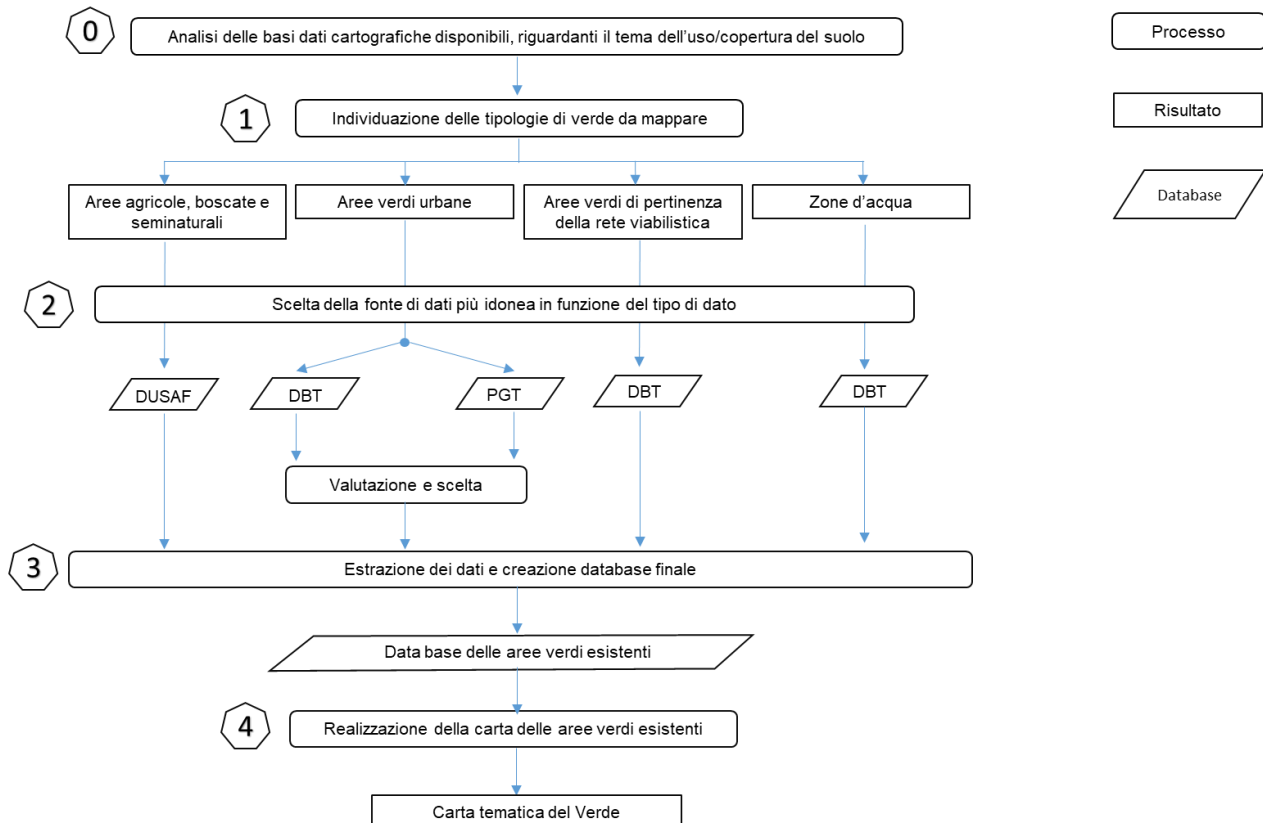 0
Analisi delle basi dati cartografiche disponibili, riguardanti il tema dell'uso/copertura del suolo
Processo
1
Individuazione delle tipologie di verde da mappare
Risultato
Aree agricole, boscate e
seminaturali
Aree verdi urbane
Aree verdi di pertinenza
della rete viabilistica
Zone d'acqua
Database
2
Scelta della fonte di dati più idonea in funzione del tipo di dato
DUSAF
DBT
PGT
DBT
DBT
Valutazione e scelta
3
Estrazione dei dati e creazione database finale
Data base delle aree verdi esistenti
4
Realizzazione della carta delle aree verdi esistenti
Carta tematica del Verde